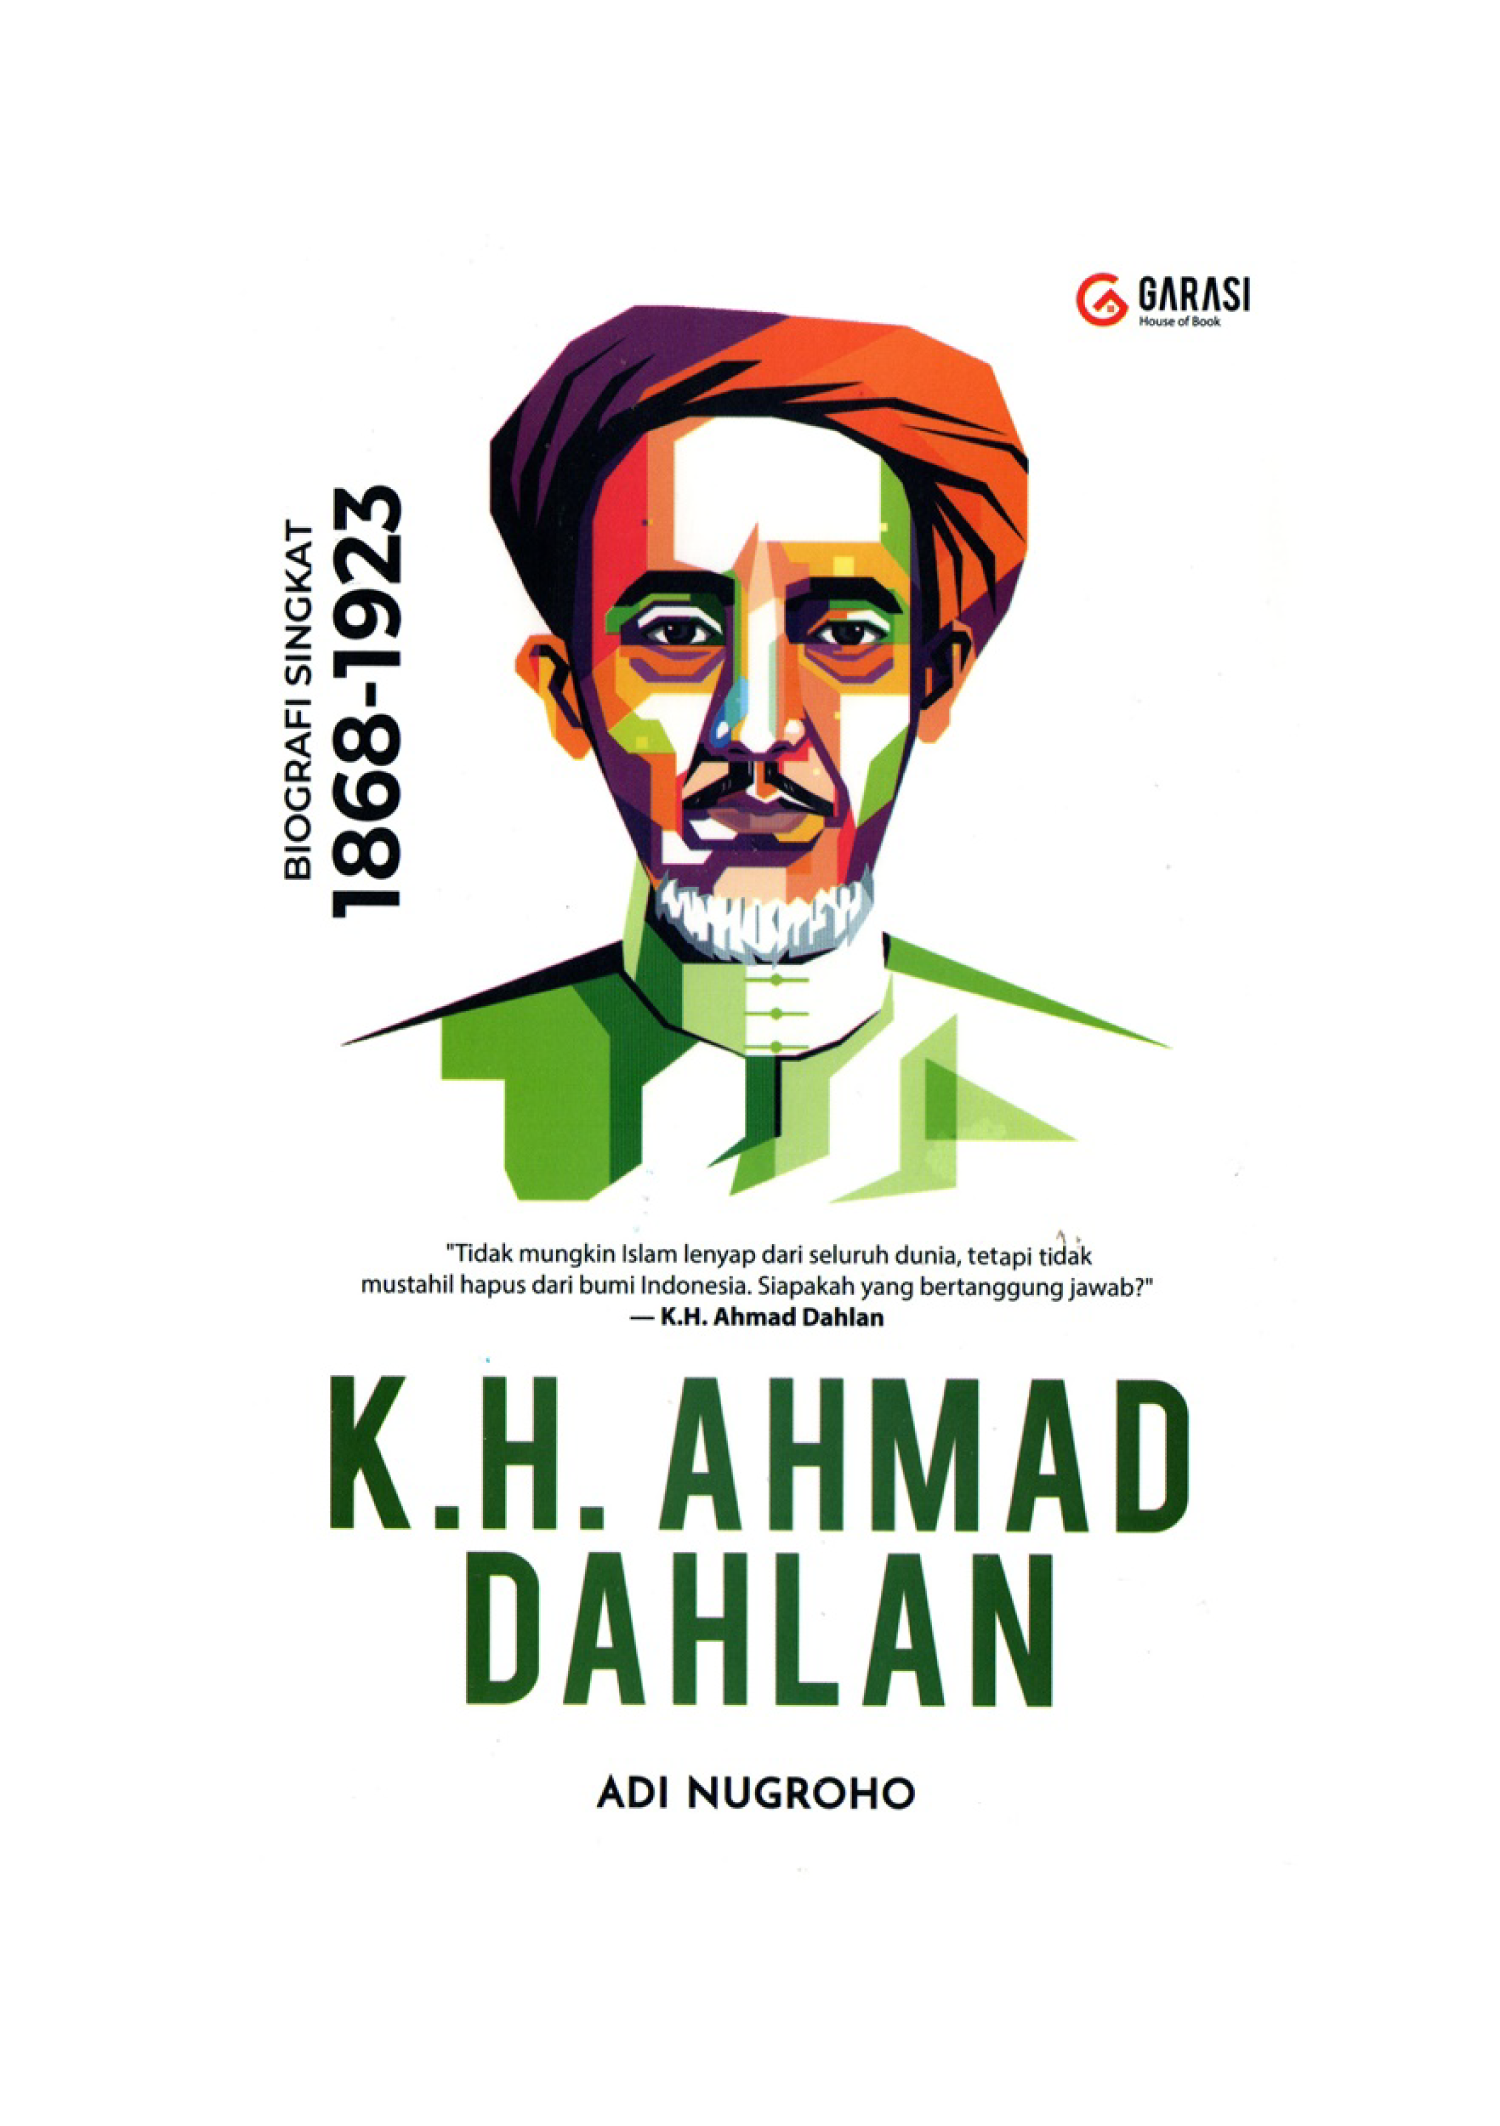 GARASI
House of Book
BIOGRAFI SINGKAT
1868-1923
"Tidak mungkin Islam lenyap dari seluruh dunia, tetapi tidak
mustahil hapus dari bumi Indonesia. Siapakah yang bertanggung jawab?"
— K.H. Ahmad Dahlan
K.H. AHMAD
DAHLAN
ADI NUGROHO